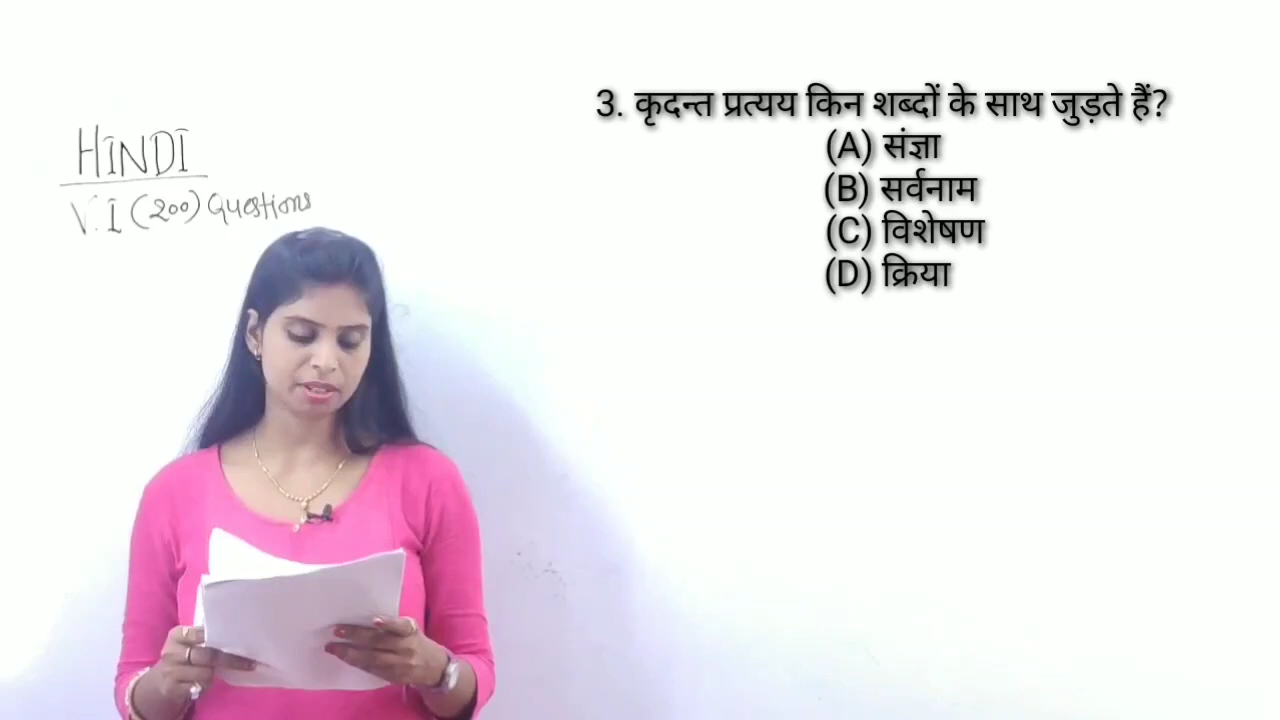 HINDI
V.I (200) Questions
3. कृदन्त प्रत्यय किन शब्दों के साथ जुड़ते हैं?
(A) संज्ञा
(B) सर्वनाम
(C) विशेषण
(D) क्रिया